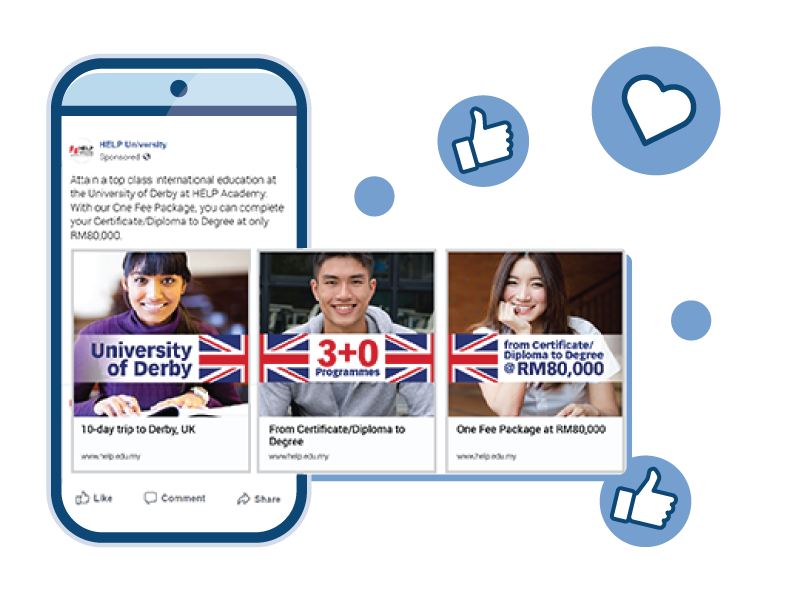 HELP
HELP University
Sponsored
Attain a top class international education at
the University of Derby at HELP Academy.
With our One Fee Package, you can complete
your Certificate/Diploma to Degree at only
RM80,000.
University
of Derby
10-day trip to Derby, UK
www.help.edu.my
3+0
Programmes
From Certificate/Diploma to
Degree
www.help.edu.my
from Certificate/
Diploma to Degree
@ RM80,000
One Fee Package at RM80,000
www.help.edu.my
Like
Comment
Share